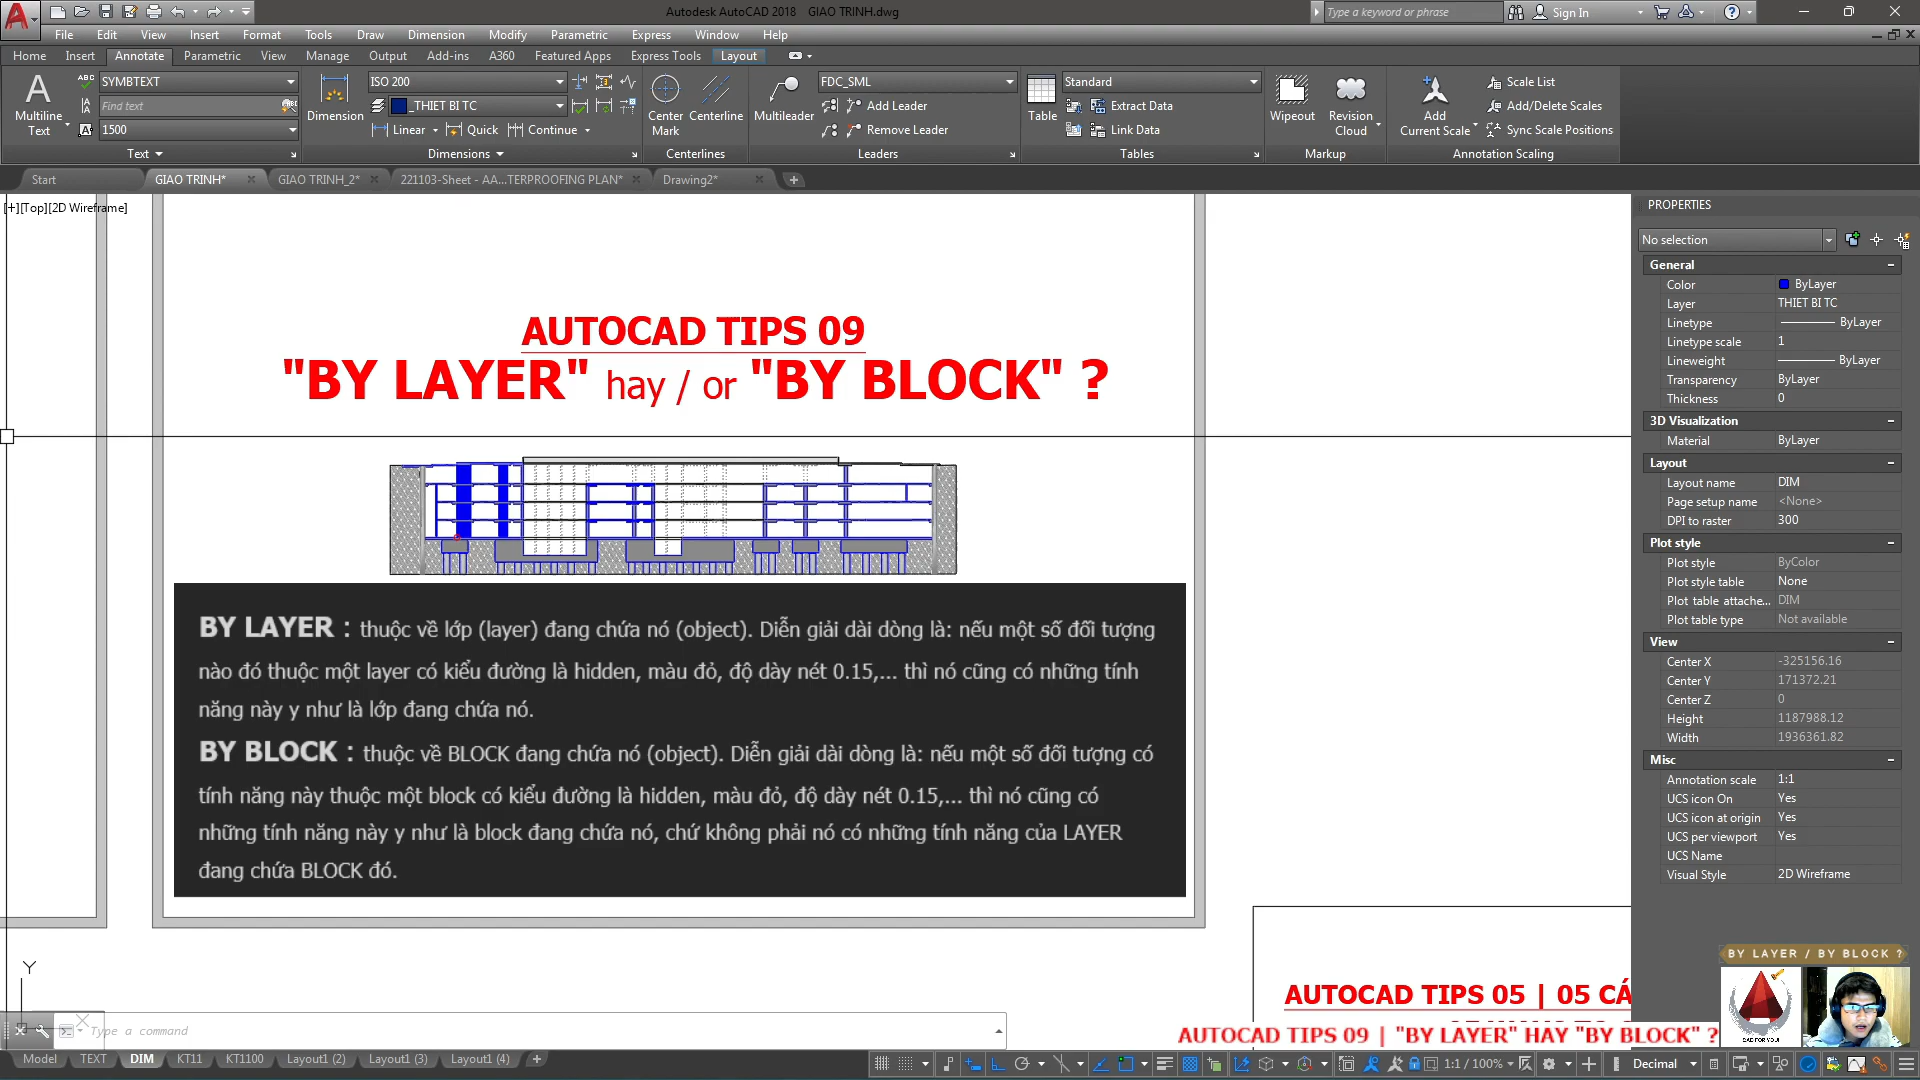 Autodesk AutoCAD 2018 GIAO TRINH.dwg
Type a keyword or phrase
Sign In
File Edit View Insert Format Tools Draw Dimension Modify Parametric Express Window Help
Home Insert Annotate Parametric View Manage Output Add-ins A360 Featured Apps Express Tools Layout
Multiline Text
ABC
SYMBTEXT
Find text
1500
Text
Dimension
ISO 200
_THIET BI TC
Linear Quick Continue
Dimensions
Center Mark
Centerline
Centerlines
Multileader
FDC_SML
Add Leader
Remove Leader
Leaders
Table
Standard
Extract Data
Link Data
Tables
Wipeout
Revision Cloud
Markup
Add Current Scale
Scale List
Add/Delete Scales
Sync Scale Positions
Annotation Scaling
Start GIAO TRINH* GIAO TRINH_2* 221103-Sheet - AA...TERPROOFING PLAN* Drawing2*
[+][Top][2D Wireframe]
AUTOCAD TIPS 09
"BY LAYER" hay / or "BY BLOCK" ?
BY LAYER : thuộc về lớp (layer) đang chứa nó (object). Diễn giải dài dòng là: nếu một số đối tượng
nào đó thuộc một layer có kiểu đường là hidden, màu đỏ, độ dày nét 0.15,... thì nó cũng có những tính
năng này y như là lớp đang chứa nó.
BY BLOCK : thuộc về BLOCK đang chứa nó (object). Diễn giải dài dòng là: nếu một số đối tượng có
tính năng này thuộc một block có kiểu đường là hidden, màu đỏ, độ dày nét 0.15,... thì nó cũng có
những tính năng này y như là block đang chứa nó, chứ không phải nó có những tính năng của LAYER
đang chứa BLOCK đó.
PROPERTIES
No selection
General
Color ByLayer
Layer THIET BI TC
Linetype ByLayer
Linetype scale 1
Lineweight ByLayer
Transparency ByLayer
Thickness 0
3D Visualization
Material ByLayer
Layout
Layout name DIM
Page setup name <None>
DPI to raster 300
Plot style
Plot style ByColor
Plot style table None
Plot table attache... DIM
Plot table type Not available
View
Center X -325156.16
Center Y 171372.21
Center Z 0
Height 1187988.12
Width 1936361.82
Misc
Annotation scale 1:1
UCS icon On Yes
UCS icon at origin Yes
UCS per viewport Yes
UCS Name
Visual Style 2D Wireframe
BY LAYER / BY BLOCK ?
Y
AUTOCAD TIPS 05 | 05 CÁ
CAD FOR YOU!
AUTOCAD TIPS 09 | "BY LAYER" HAY "BY BLOCK" ?
Type a command
Model TEXT DIM KT11 KT1100 Layout1 (2) Layout1 (3) Layout1 (4)
1:1 / 100% Decimal